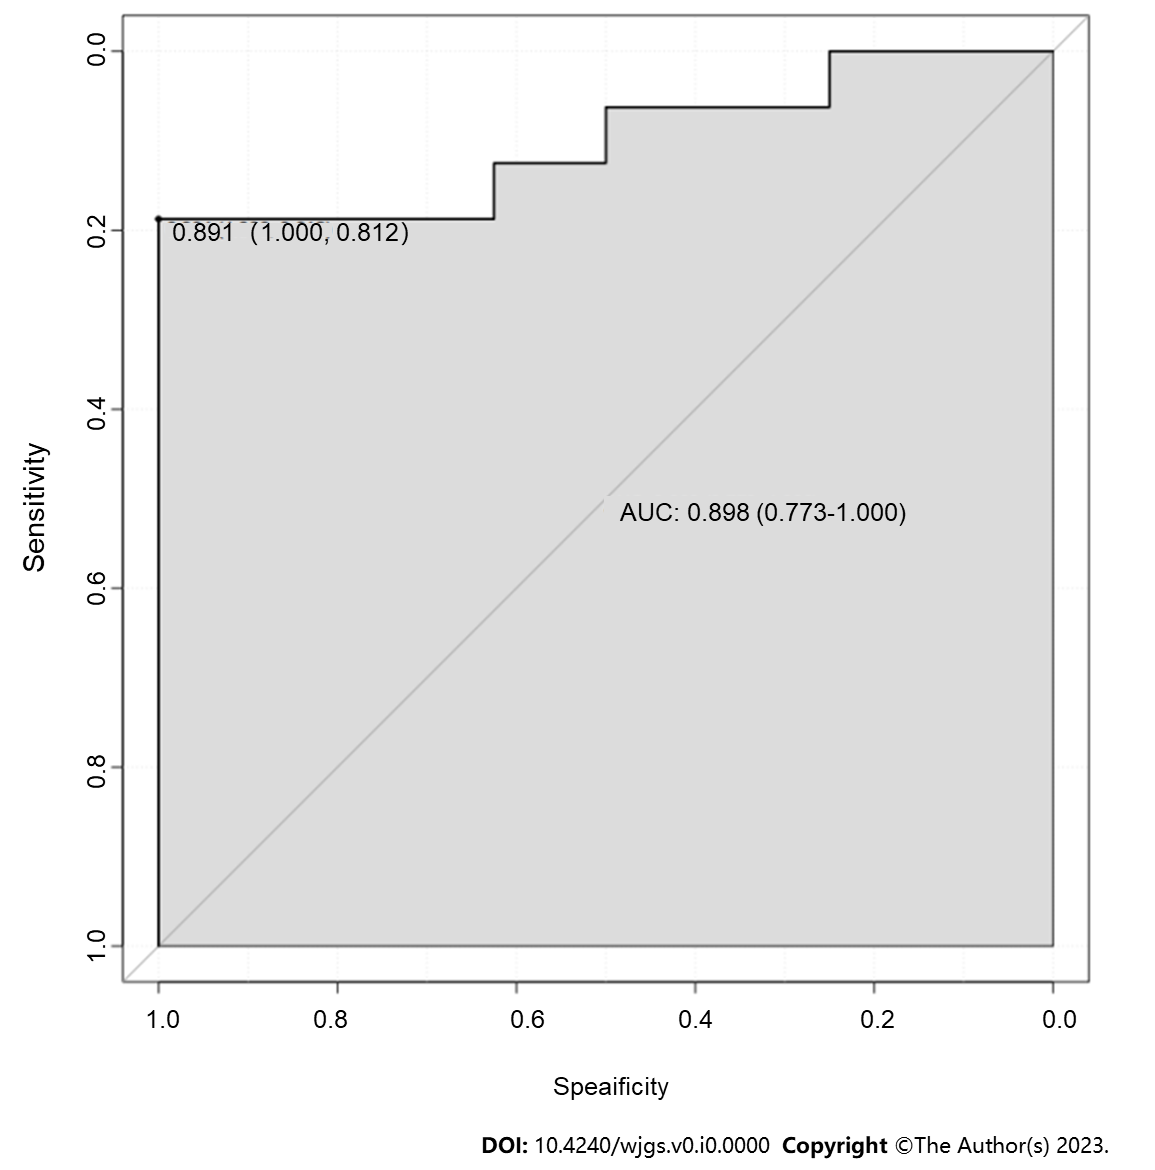 0.0
0.2
0.4
0.6
0.8
1.0
Sensitivity
0.891 (1.000, 0.812)
AUC: 0.898 (0.773-1.000)
1.0 0.8 0.6 0.4 0.2 0.0
Speaificity
DOI: 10.4240/wjgs.v0.i0.0000 Copyright ©The Author(s) 2023.